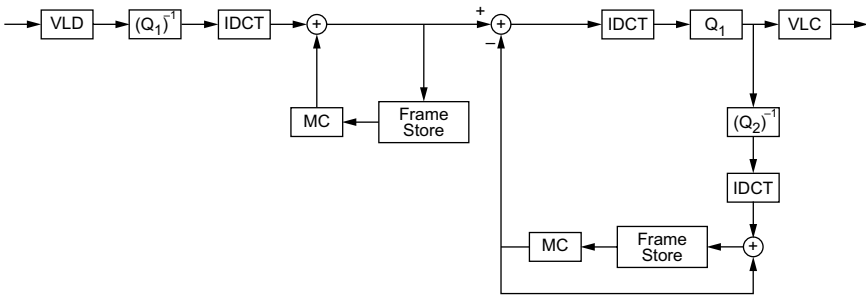 VLD
(Q₁)⁻¹
IDCT
+
+
−
+
IDCT
Q₁
VLC
MC
Frame
Store
(Q₂)⁻¹
IDCT
MC
Frame
Store
+